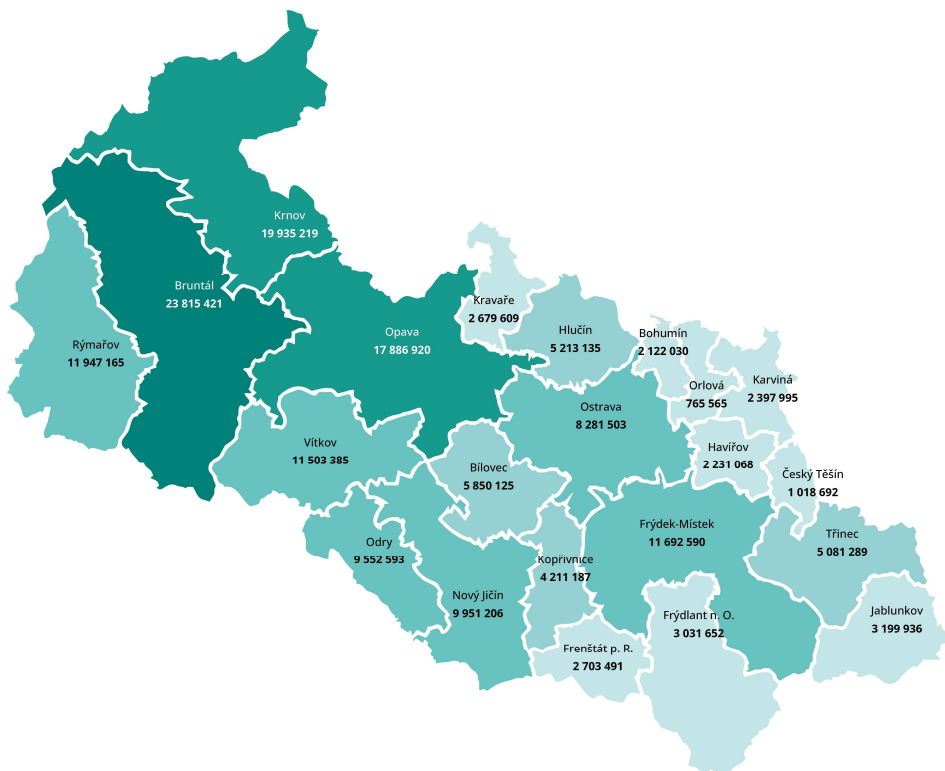 Krnov
19 935 219
Bruntál
23 815 421
Kravaře
2 679 609
Opava
17 886 920
Hlučín
5 213 135
Bohumín
2 122 030
Rýmařov
11 947 165
Karviná
2 397 995
Orlová
765 565
Ostrava
8 281 503
Vítkov
11 503 385
Havířov
2 231 068
Bílovec
5 850 125
Český Těšín
1 018 692
Frýdek-Místek
11 692 590
Třinec
5 081 289
Odry
9 552 593
Kopřivnice
4 211 187
Nový Jičín
9 951 206
Jablunkov
3 199 936
Frýdlant n. O.
3 031 652
Frenštát p. R.
2 703 491